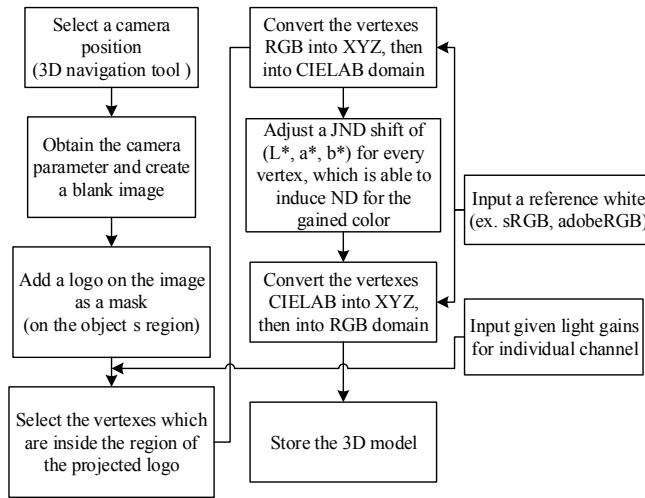 Select a camera
position
(3D navigation tool )
Obtain the camera
parameter and create
a blank image
Add a logo on the image
as a mask
(on the object s region)
Select the vertexes which
are inside the region of
the projected logo
Convert the vertexes
RGB into XYZ, then
into CIELAB domain
Adjust a JND shift of
(L*, a*, b*) for every
vertex, which is able to
induce ND for the
gained color
Convert the vertexes
CIELAB into XYZ,
then into RGB domain
Store the 3D model
Input a reference white
(ex. sRGB, adobeRGB)
Input given light gains
for individual channel